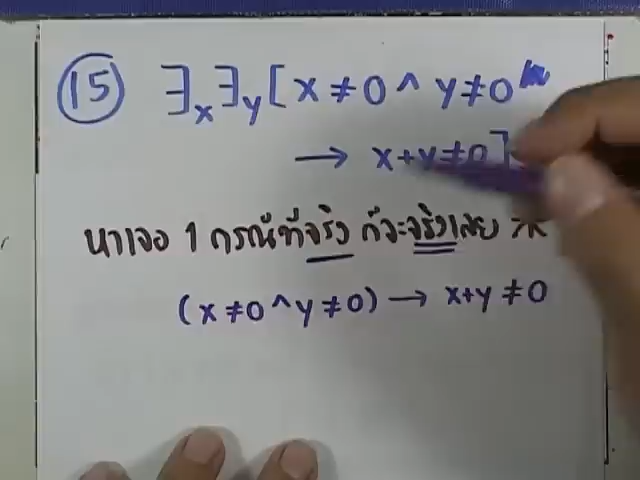 15 ∃x∃y[x≠0 ^ y≠0
→ x+y≠0]
หาเจอ 1 กรณีที่จริง ก็จะจริงเลย
(x≠0^y≠0) → x+y≠0